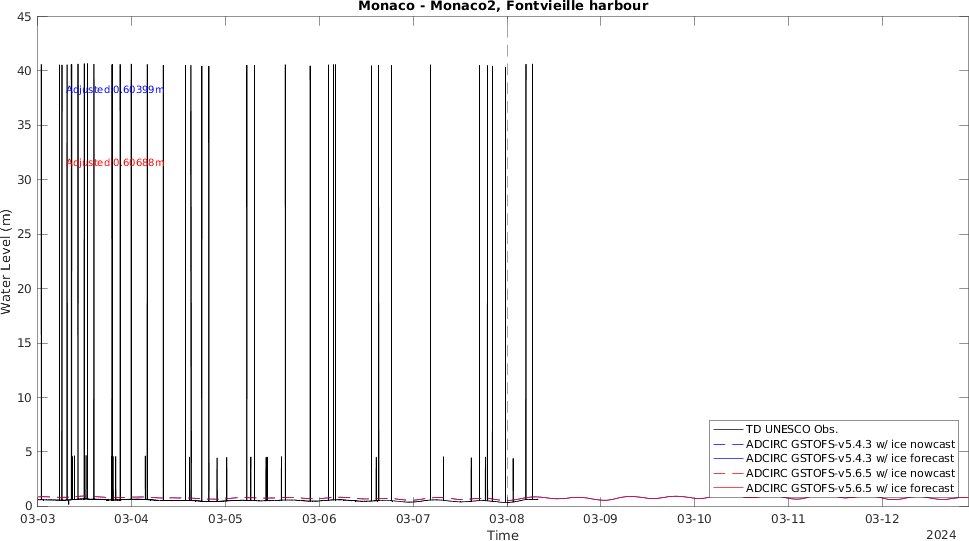 Monaco - Monaco2, Fontvieille harbour
45
40
35
30
25
20
15
10
5
0
Water Level (m)
Adjusted 0.60399m
Adjusted 0.60688m
TD UNESCO Obs.
ADCIRC GSTOFS-v5.4.3 w/ ice nowcast
ADCIRC GSTOFS-v5.4.3 w/ ice forecast
ADCIRC GSTOFS-v5.6.5 w/ ice nowcast
ADCIRC GSTOFS-v5.6.5 w/ ice forecast
03-03 03-04 03-05 03-06 03-07 03-08 03-09 03-10 03-11 03-12
Time
2024